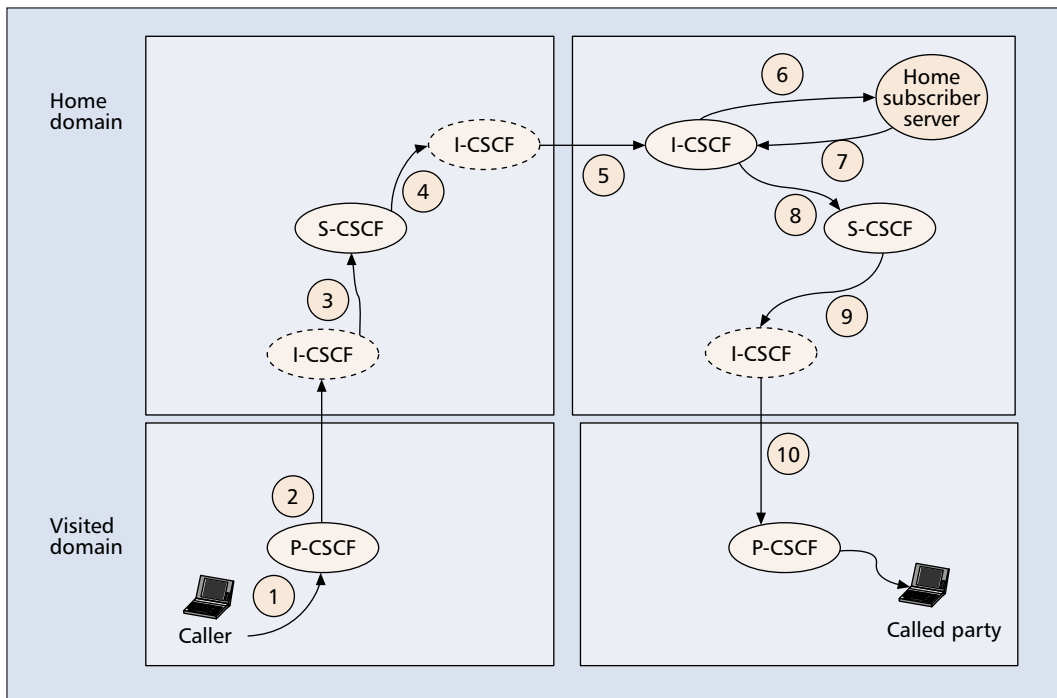 Home
domain
6
Home
subscriber
server
I-CSCF
I-CSCF
5
7
4
8
S-CSCF
S-CSCF
3
9
I-CSCF
I-CSCF
10
2
Visited
domain
P-CSCF
P-CSCF
1
Caller
Called party